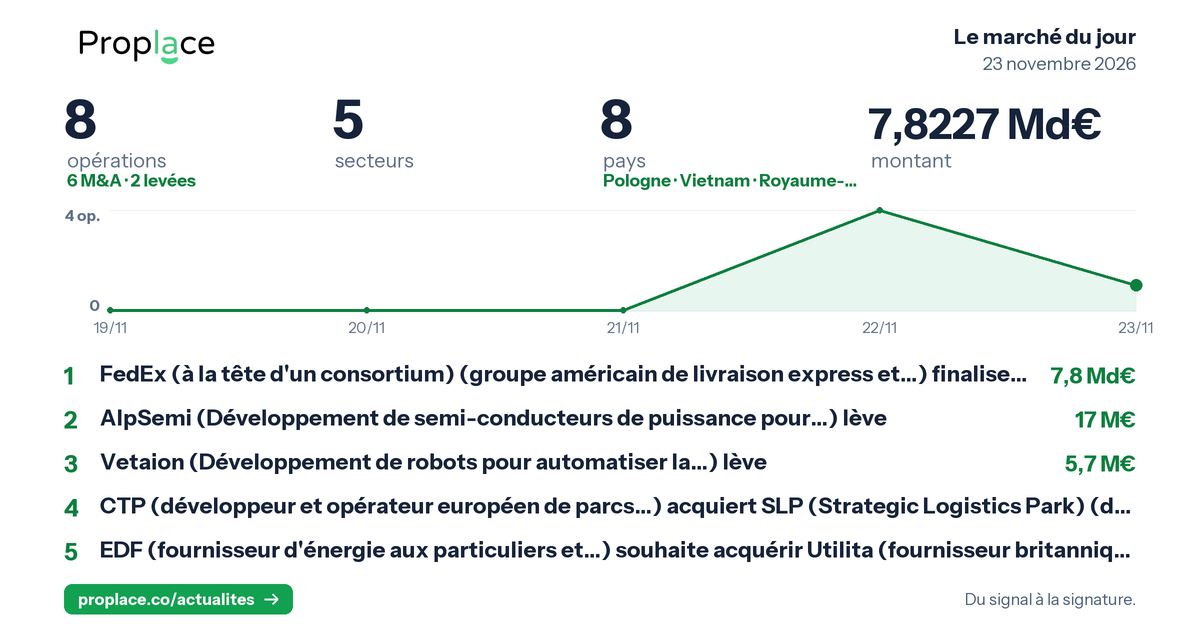 Proplace
Le marché du jour
23 novembre 2026
8
opérations
6 M&A · 2 levées
5
secteurs
8
pays
Pologne · Vietnam · Royaume-...
7,8227 Md€
montant
4 op.
0
19/11
20/11
21/11
22/11
23/11
1 FedEx (à la tête d'un consortium) (groupe américain de livraison express et...) finalise... 7,8 Md€
2 AlpSemi (Développement de semi-conducteurs de puissance pour...) lève 17 M€
3 Vetaion (Développement de robots pour automatiser la...) lève 5,7 M€
4 CTP (développeur et opérateur européen de parcs...) acquiert SLP (Strategic Logistics Park) (d...
5 EDF (fournisseur d'énergie aux particuliers et...) souhaite acquérir Utilita (fournisseur britanniq...
proplace.co/actualites →
Du signal à la signature.